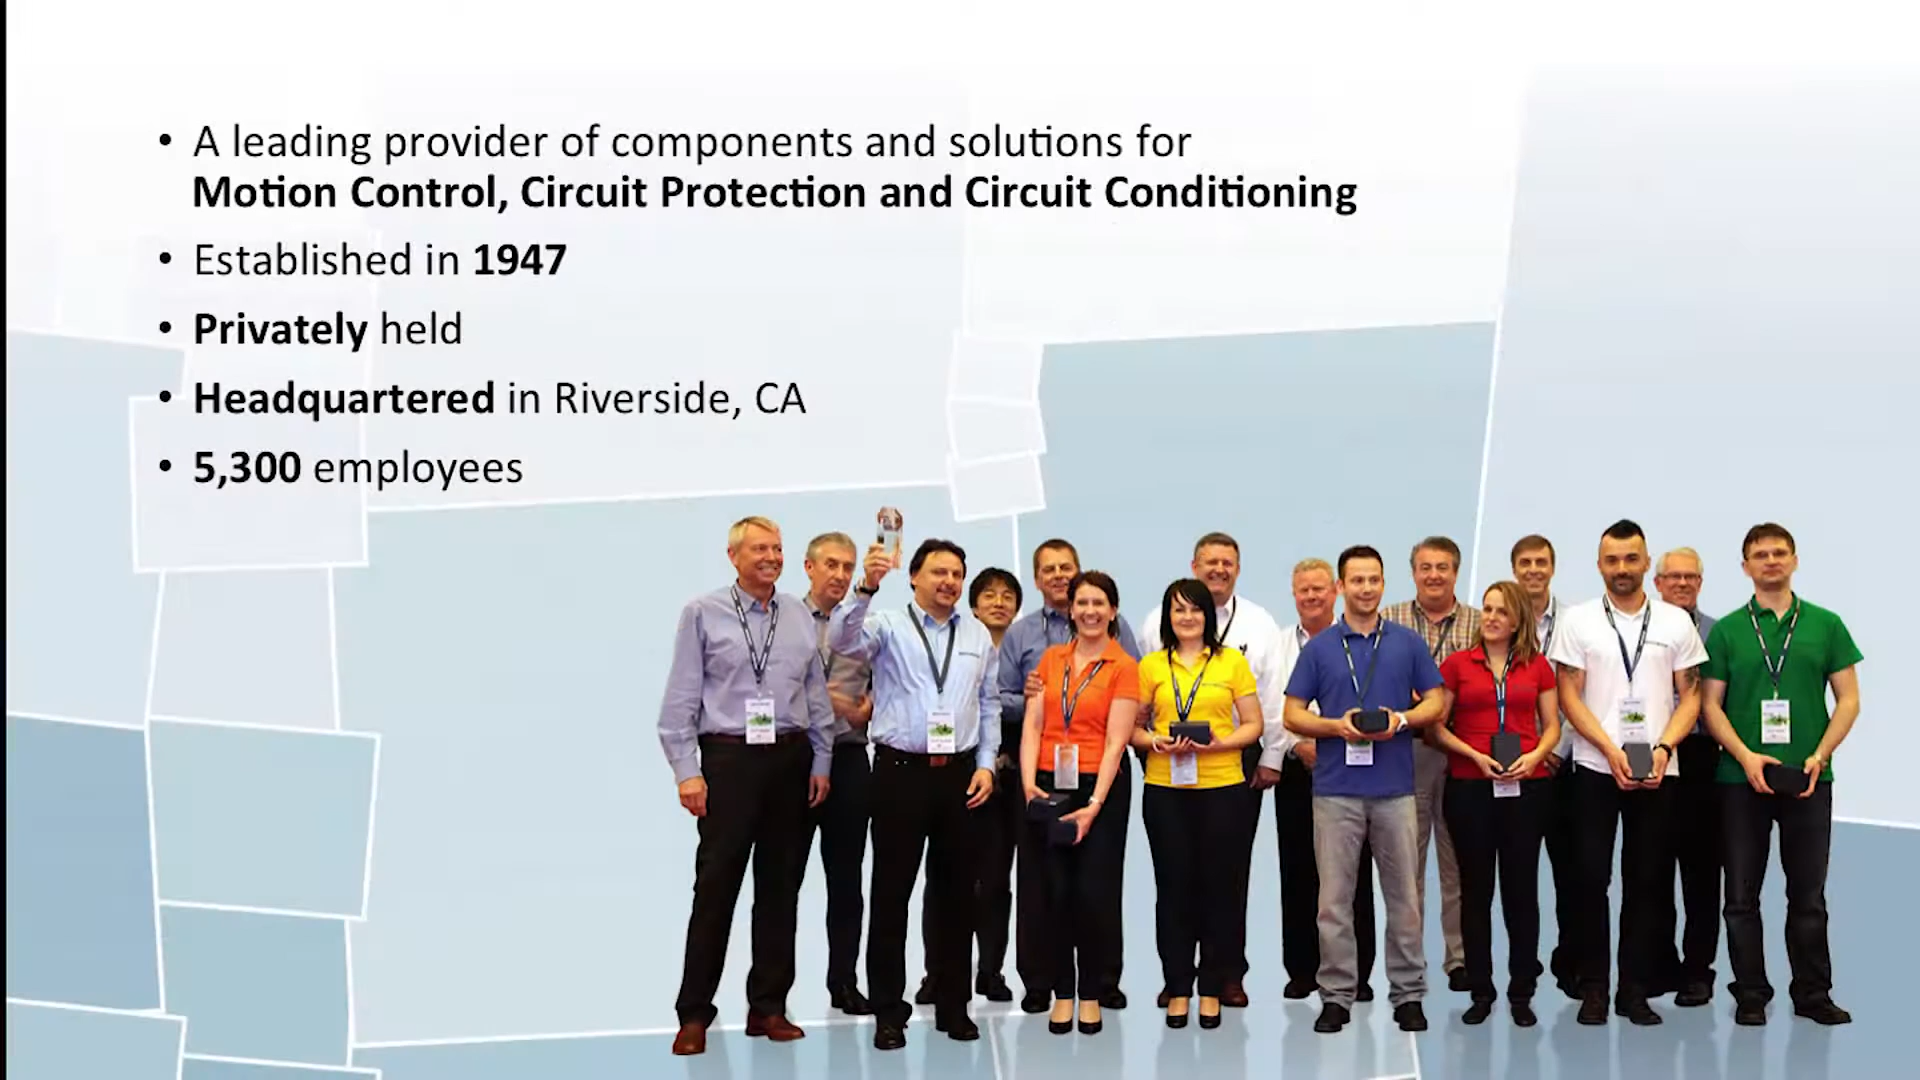 • A leading provider of components and solutions for
Motion Control, Circuit Protection and Circuit Conditioning
• Established in 1947
• Privately held
• Headquartered in Riverside, CA
• 5,300 employees